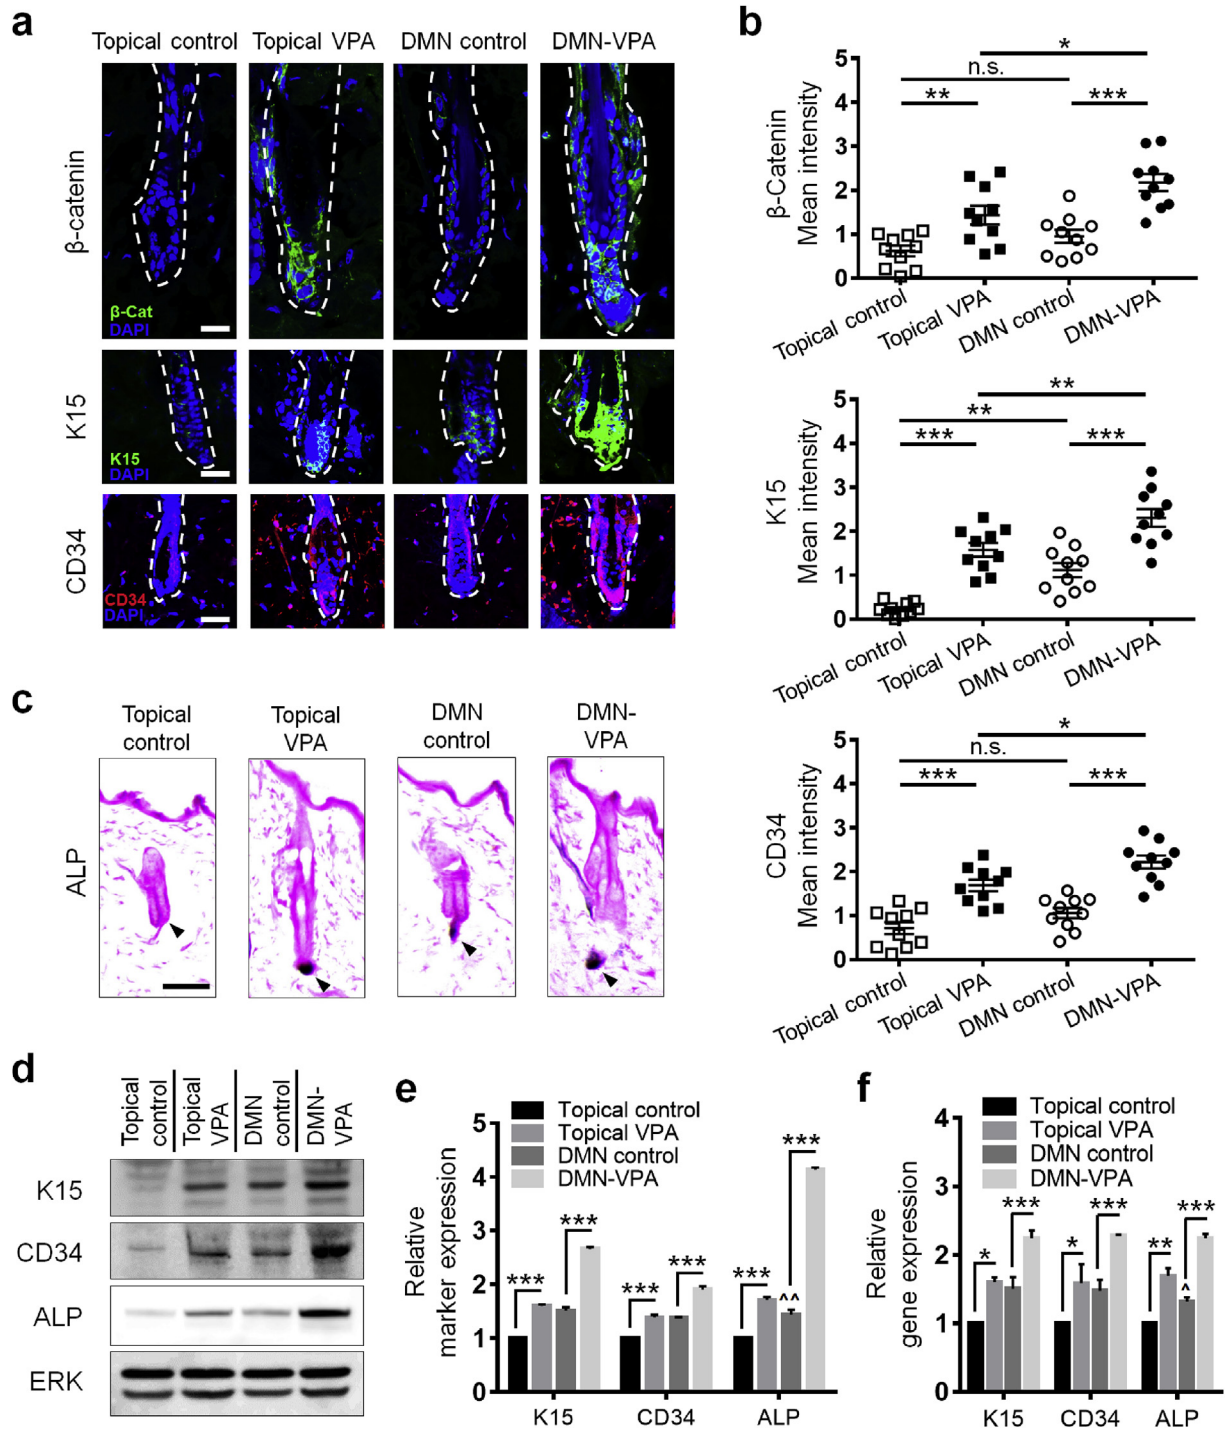 a
Topical control Topical VPA DMN control DMN-VPA
β-catenin
β-Cat
DAPI
K15
K15
DAPI
CD34
CD34
DAPI
b
β-Catenin
Mean intensity
5
4
3
2
1
0
*
n.s.
** ***
Topical control Topical VPA DMN control DMN-VPA
K15
Mean intensity
5
4
3
2
1
0
**
**
*** ***
Topical control Topical VPA DMN control DMN-VPA
CD34
Mean intensity
5
4
3
2
1
0
*
n.s.
*** ***
Topical control Topical VPA DMN control DMN-VPA
c
Topical
control
Topical
VPA
DMN
control
DMN-
VPA
ALP
d
Topical
control
Topical
VPA
DMN
control
DMN-
VPA
K15
CD34
ALP
ERK
e
Topical control
Topical VPA
DMN control
DMN-VPA
Relative
marker expression
5
4
3
2
1
0
*** ***
*** ***
*** ^^ ***
K15 CD34 ALP
f
Topical control
Topical VPA
DMN control
DMN-VPA
Relative
gene expression
4
3
2
1
0
* ***
* ***
** ^ ***
K15 CD34 ALP